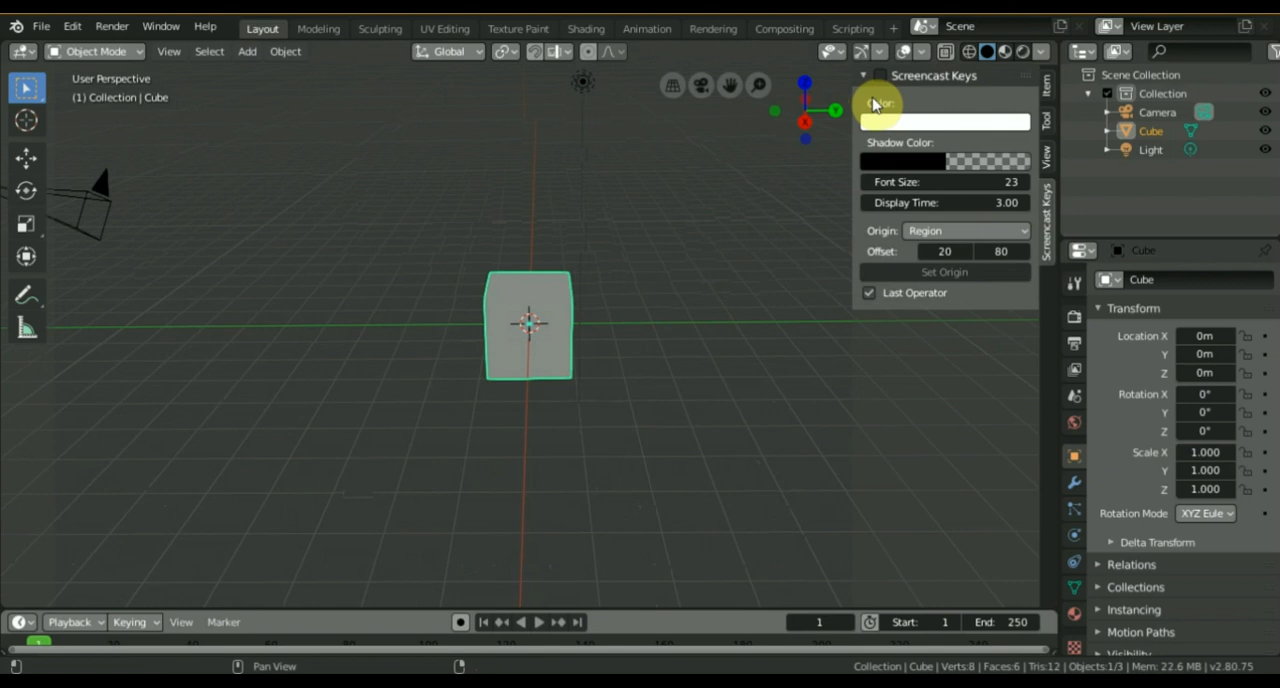 File Edit Render Window Help Layout Modeling Sculpting UV Editing Texture Paint Shading Animation Rendering Compositing Scripting + Scene View Layer
Object Mode View Select Add Object Global
User Perspective
(1) Collection | Cube
Screencast Keys
Color:
Shadow Color:
Font Size: 23
Display Time: 3.00
Origin: Region
Offset: 20 80
Set Origin
Last Operator
Item
Tool
View
Screencast Keys
Scene Collection
Collection
Camera
Cube
Light
Cube
Cube
Transform
Location X 0m
Y 0m
Z 0m
Rotation X 0°
Y 0°
Z 0°
Scale X 1.000
Y 1.000
Z 1.000
Rotation Mode XYZ Eule
Delta Transform
Relations
Collections
Instancing
Motion Paths
Visibility
Playback Keying View Marker 1 Start: 1 End: 250
1
Pan View Collection | Cube | Verts:8 | Faces:6 | Tris:12 | Objects:1/3 | Mem: 22.6 MB | v2.80.75